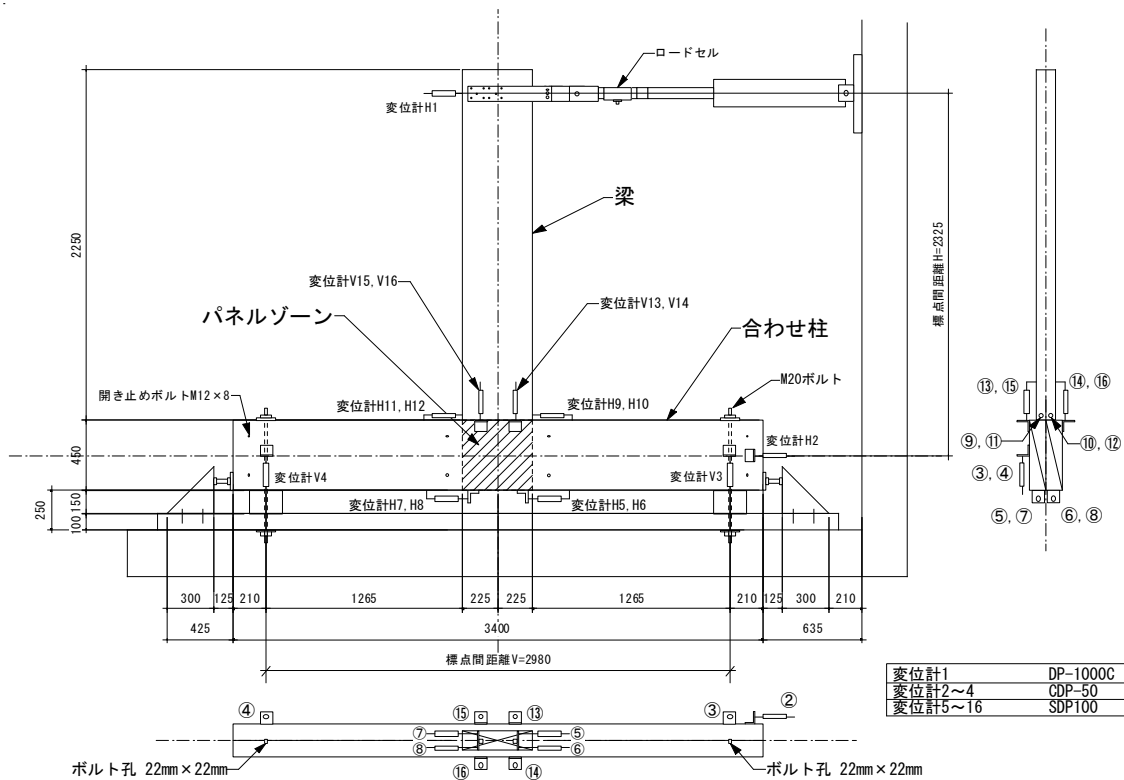 ロードセル
変位計H1
梁
2250
標点間距離H=2325
変位計V15, V16
変位計V13, V14
パネルゾーン
合わせ柱
M20ボルト
開き止めボルトM12×8
変位計H11, H12
変位計H9, H10
変位計H2
450
変位計V4
変位計V3
変位計H7, H8
変位計H5, H6
250
150
100
⑬, ⑮
⑭, ⑯
⑨, ⑪
⑩, ⑫
③, ④
⑤, ⑦
⑥, ⑧
300 125 210 1265 225 225 1265 210 125 300 210
425 3400 635
標点間距離V=2980
変位計1 DP-1000C
変位計2～4 CDP-50
変位計5～16 SDP100
④ ⑮ ⑬ ③ ②
⑦ ⑤
⑧ ⑥
⑯ ⑭
ボルト孔 22mm×22mm
ボルト孔 22mm×22mm